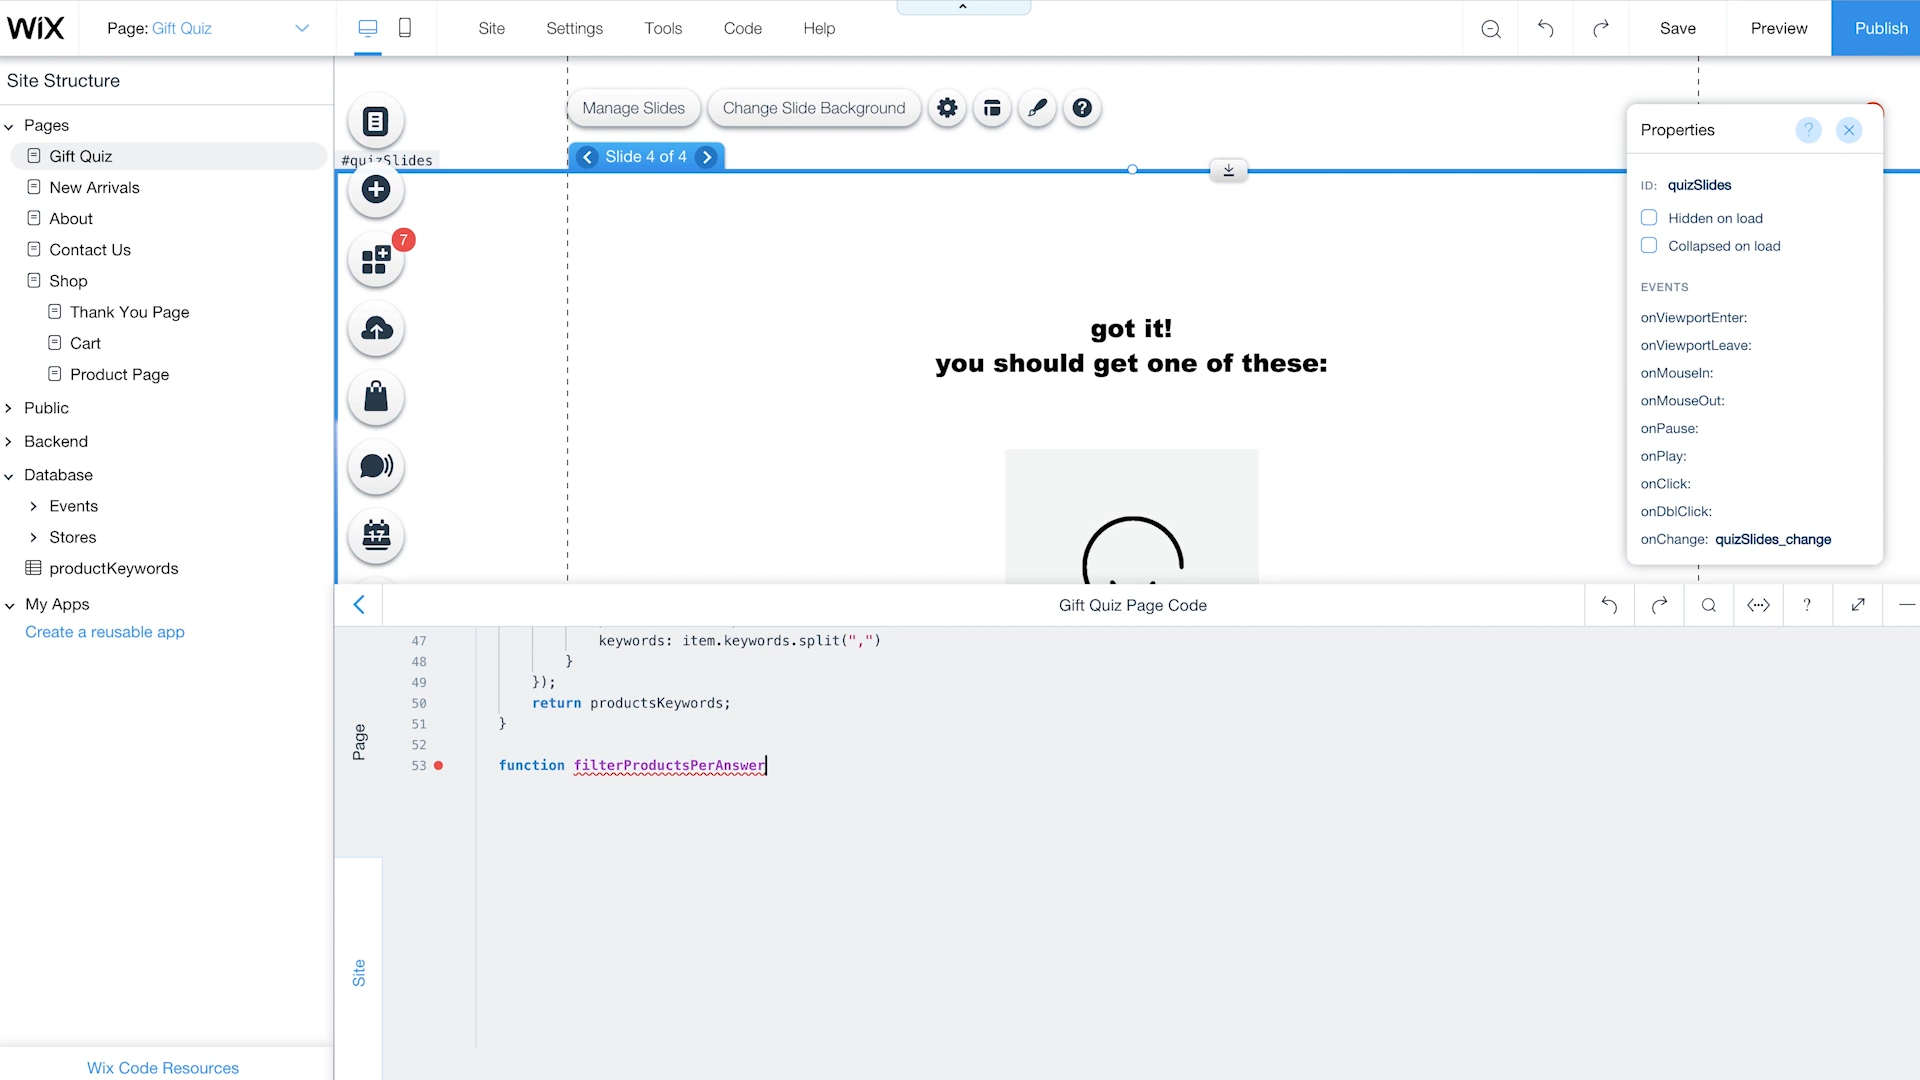 WiX
Page: Gift Quiz
Site
Settings
Tools
Code
Help
Save
Preview
Publish
Site Structure
Pages
Gift Quiz
New Arrivals
About
Contact Us
Shop
Thank You Page
Cart
Product Page
Public
Backend
Database
Events
Stores
productKeywords
My Apps
Create a reusable app
Wix Code Resources
Manage Slides
Change Slide Background
?
#quizSlides
Slide 4 of 4
7
17
got it!
you should get one of these:
Properties
?
ID: quizSlides
Hidden on load
Collapsed on load
EVENTS
onViewportEnter:
onViewportLeave:
onMouseIn:
onMouseOut:
onPause:
onPlay:
onClick:
onDblClick:
onChange: quizSlides_change
Gift Quiz Page Code
?
Page
Site
47 keywords: item.keywords.split(",")
48 }
49 });
50 return productsKeywords;
51 }
52
53 function filterProductsPerAnswer